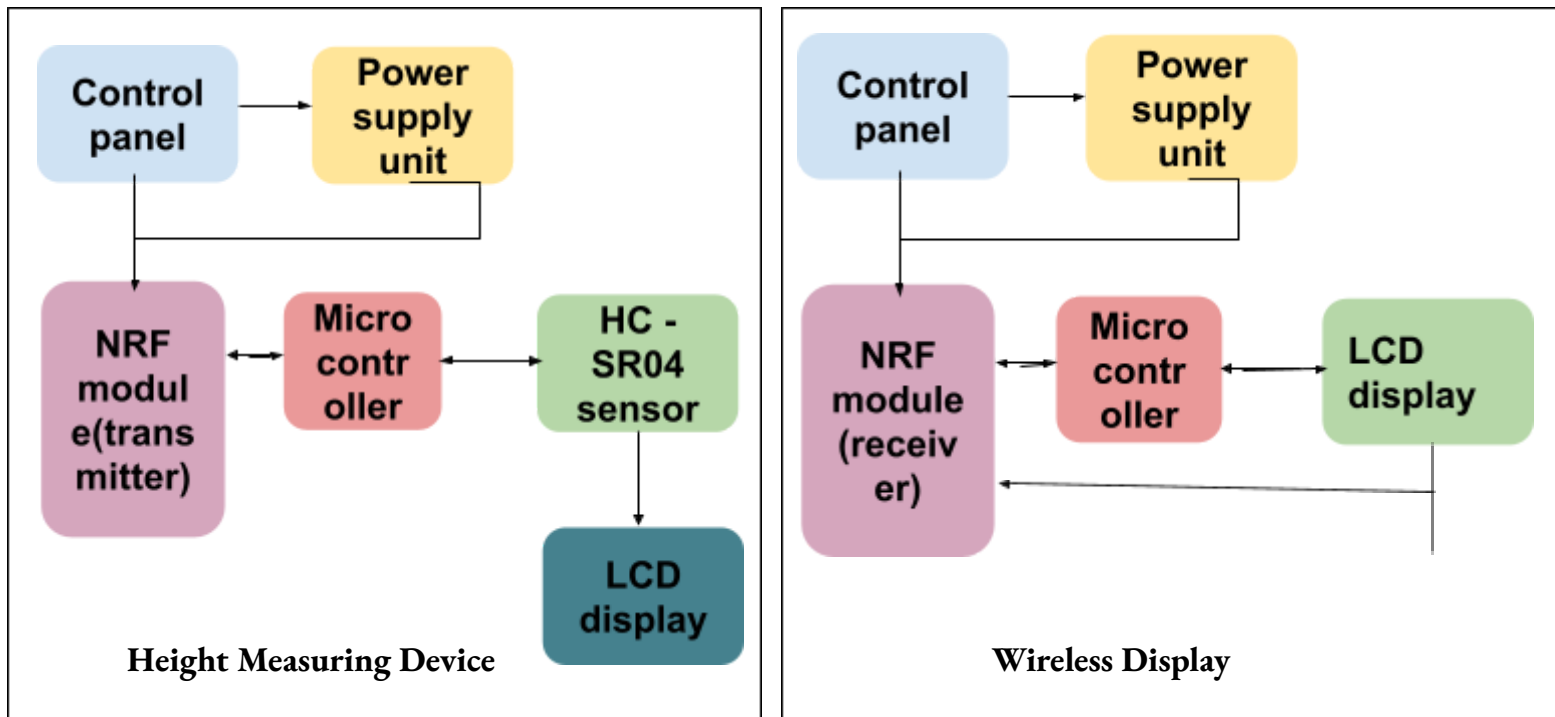 Control
panel
Power
supply
unit
NRF
modul
e(trans
mitter)
Micro
contr
oller
HC -
SR04
sensor
LCD
display
Height Measuring Device
Control
panel
Power
supply
unit
NRF
module
(receiv
er)
Micro
contr
oller
LCD
display
Wireless Display